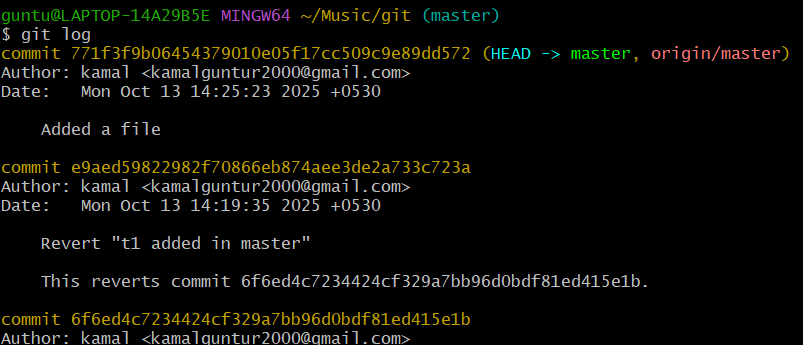 guntu@LAPTOP-14A29B5E MINGW64 ~/Music/git (master)
$ git log
commit 771f3f9b06454379010e05f17cc509c9e89dd572 (HEAD -> master, origin/master)
Author: kamal <kamalguntur2000@gmail.com>
Date:   Mon Oct 13 14:25:23 2025 +0530
Added a file
commit e9aed59822982f70866eb874aee3de2a733c723a
Author: kamal <kamalguntur2000@gmail.com>
Date:   Mon Oct 13 14:19:35 2025 +0530
Revert "t1 added in master"
This reverts commit 6f6ed4c7234424cf329a7bb96d0bdf81ed415e1b.
commit 6f6ed4c7234424cf329a7bb96d0bdf81ed415e1b
Author: kamal <kamalguntur2000@gmail.com>